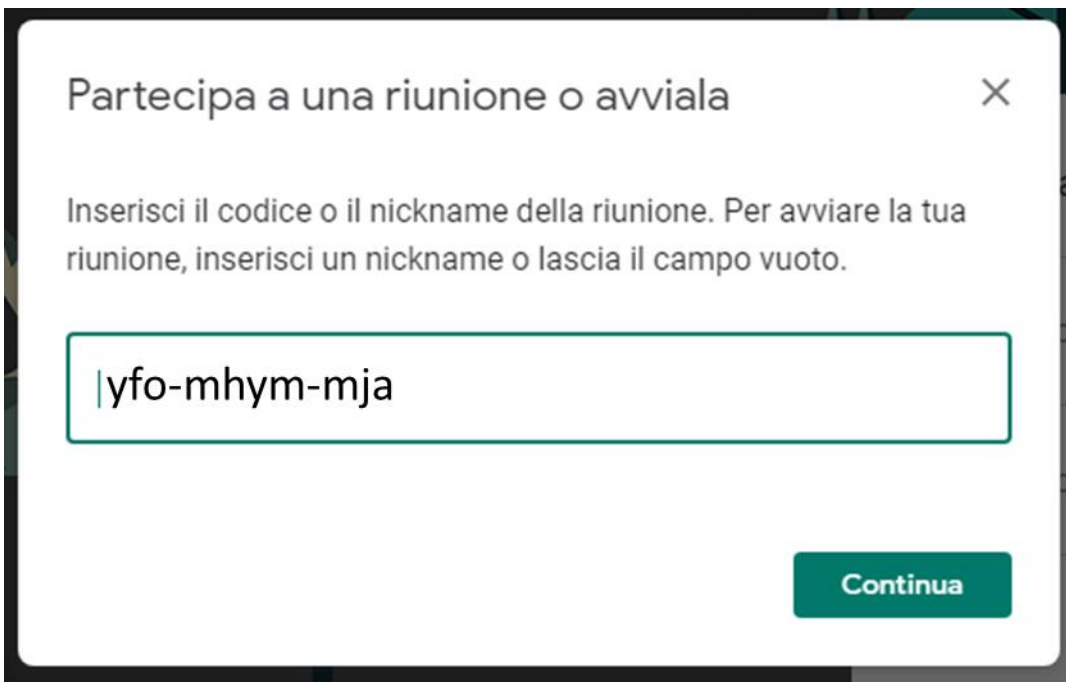 Partecipa a una riunione o avviala
Inserisci il codice o il nickname della riunione. Per avviare la tua
riunione, inserisci un nickname o lascia il campo vuoto.
yfo-mhym-mja
Continua